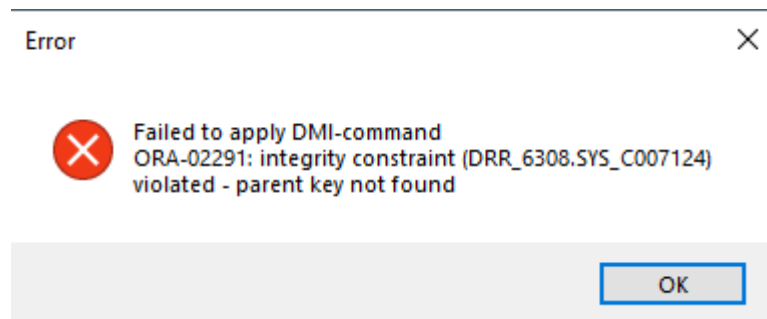 Error
Failed to apply DMI-command
ORA-02291: integrity constraint (DRR_6308.SYS_C007124)
violated - parent key not found
OK